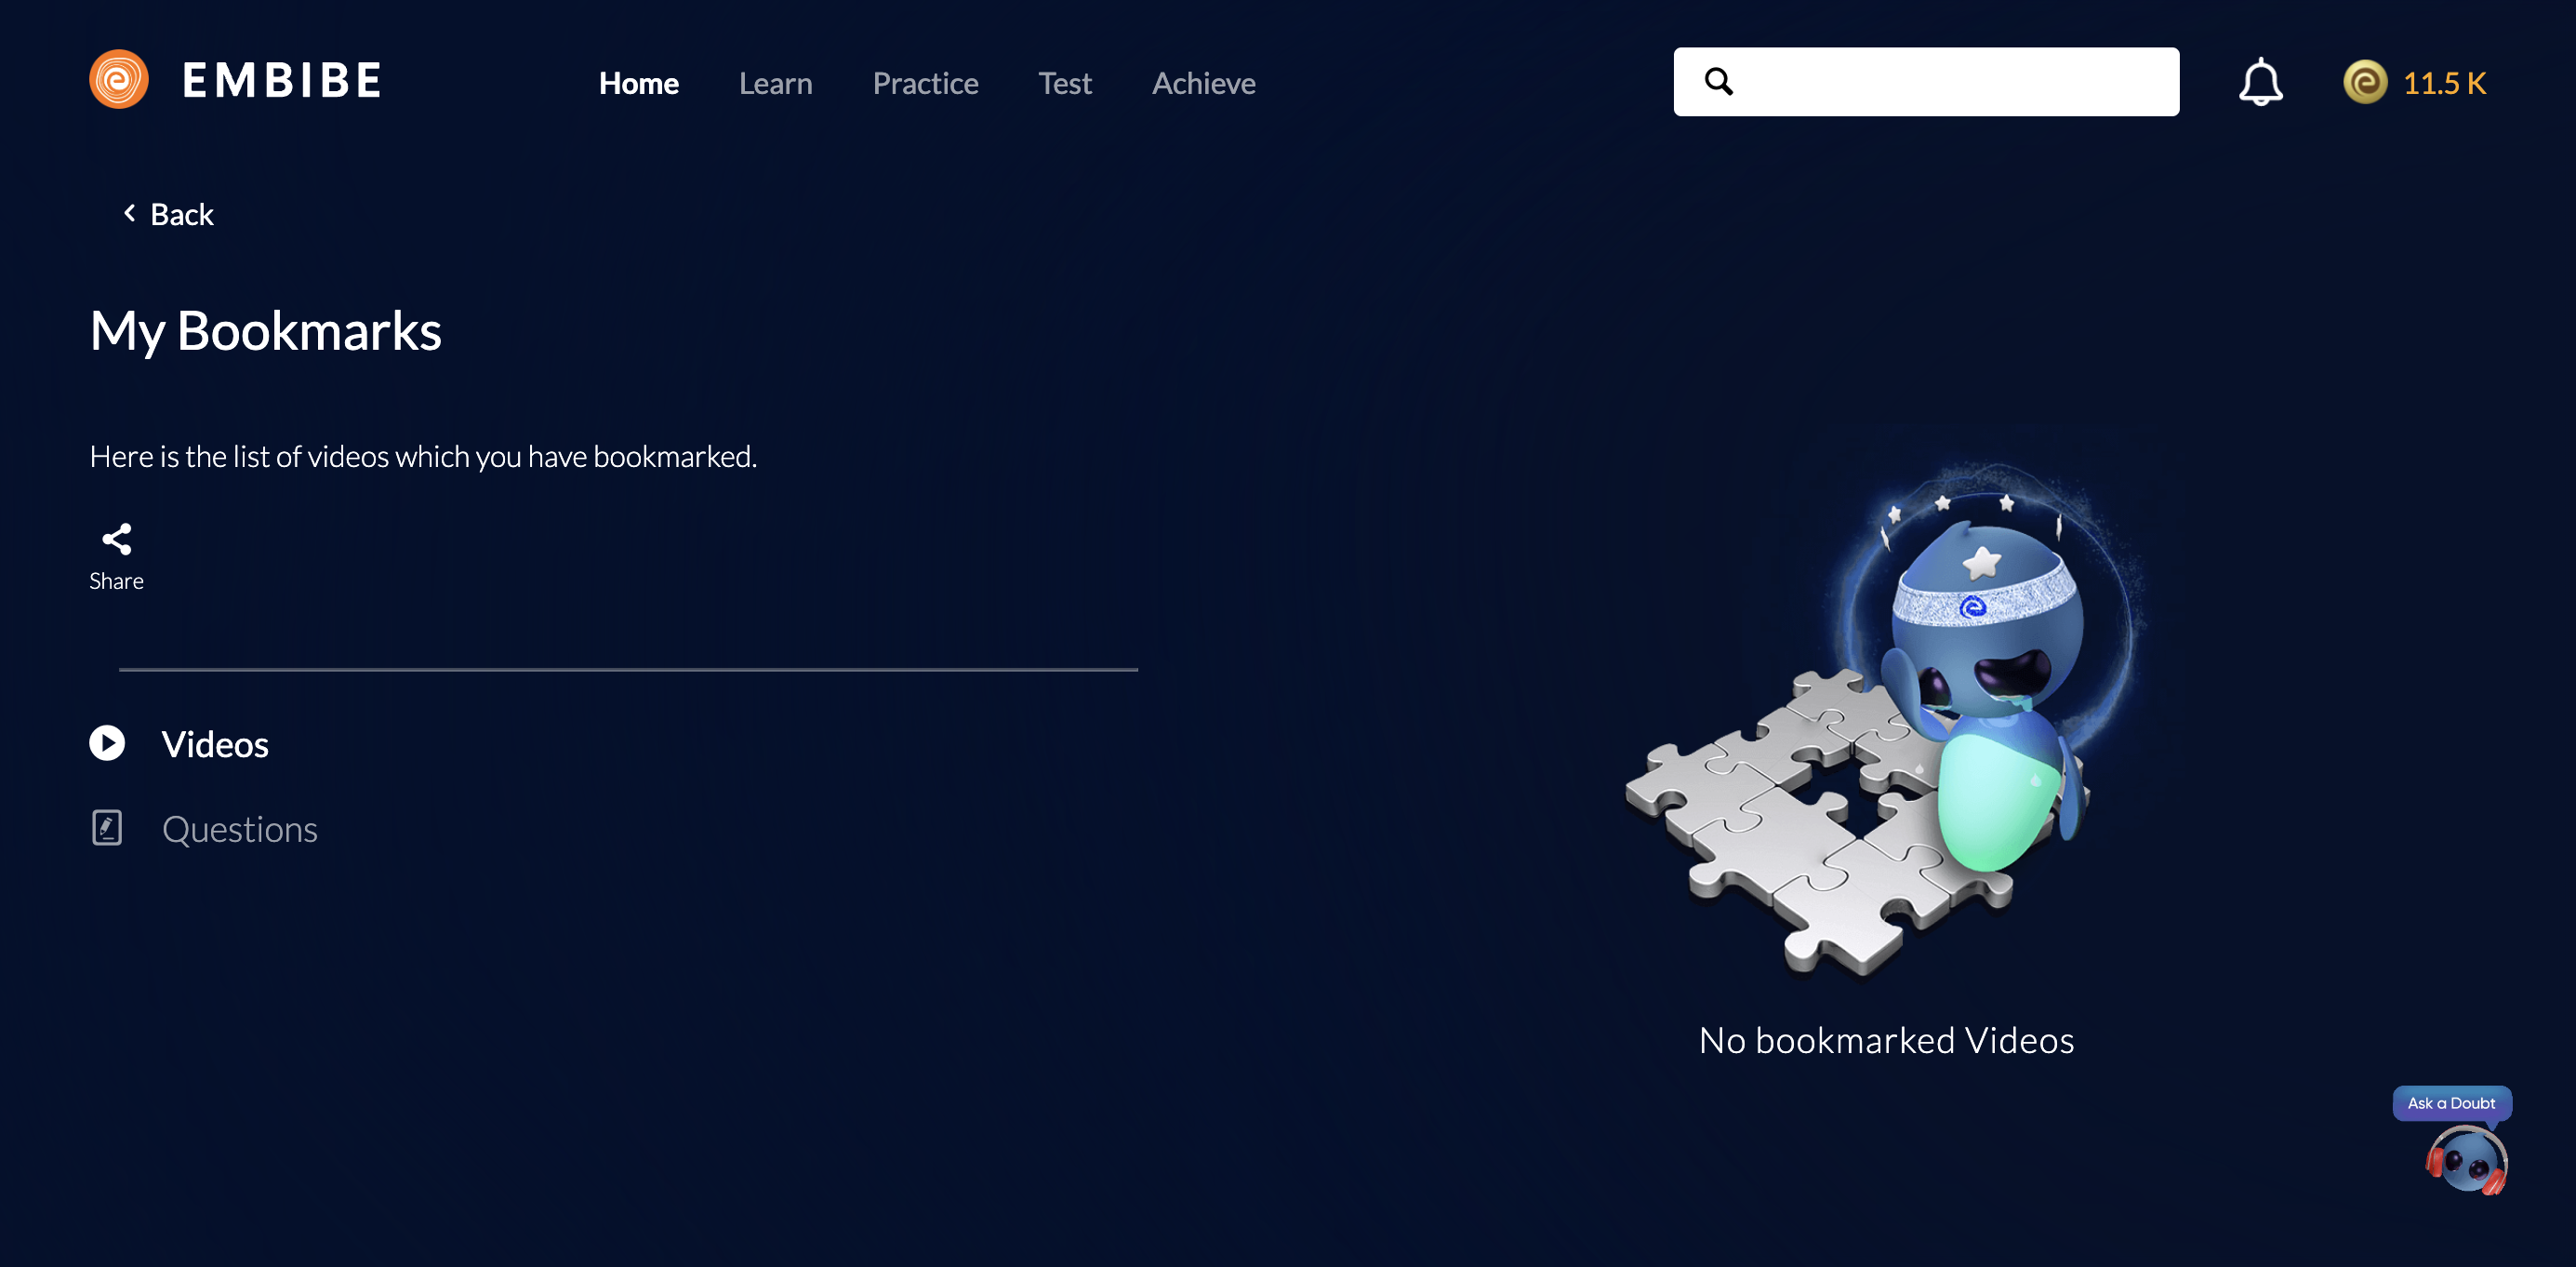 EMBIBE
Home Learn Practice Test Achieve
11.5 K
Back
My Bookmarks
Here is the list of videos which you have bookmarked.
Share
Videos
Questions
No bookmarked Videos
Ask a Doubt